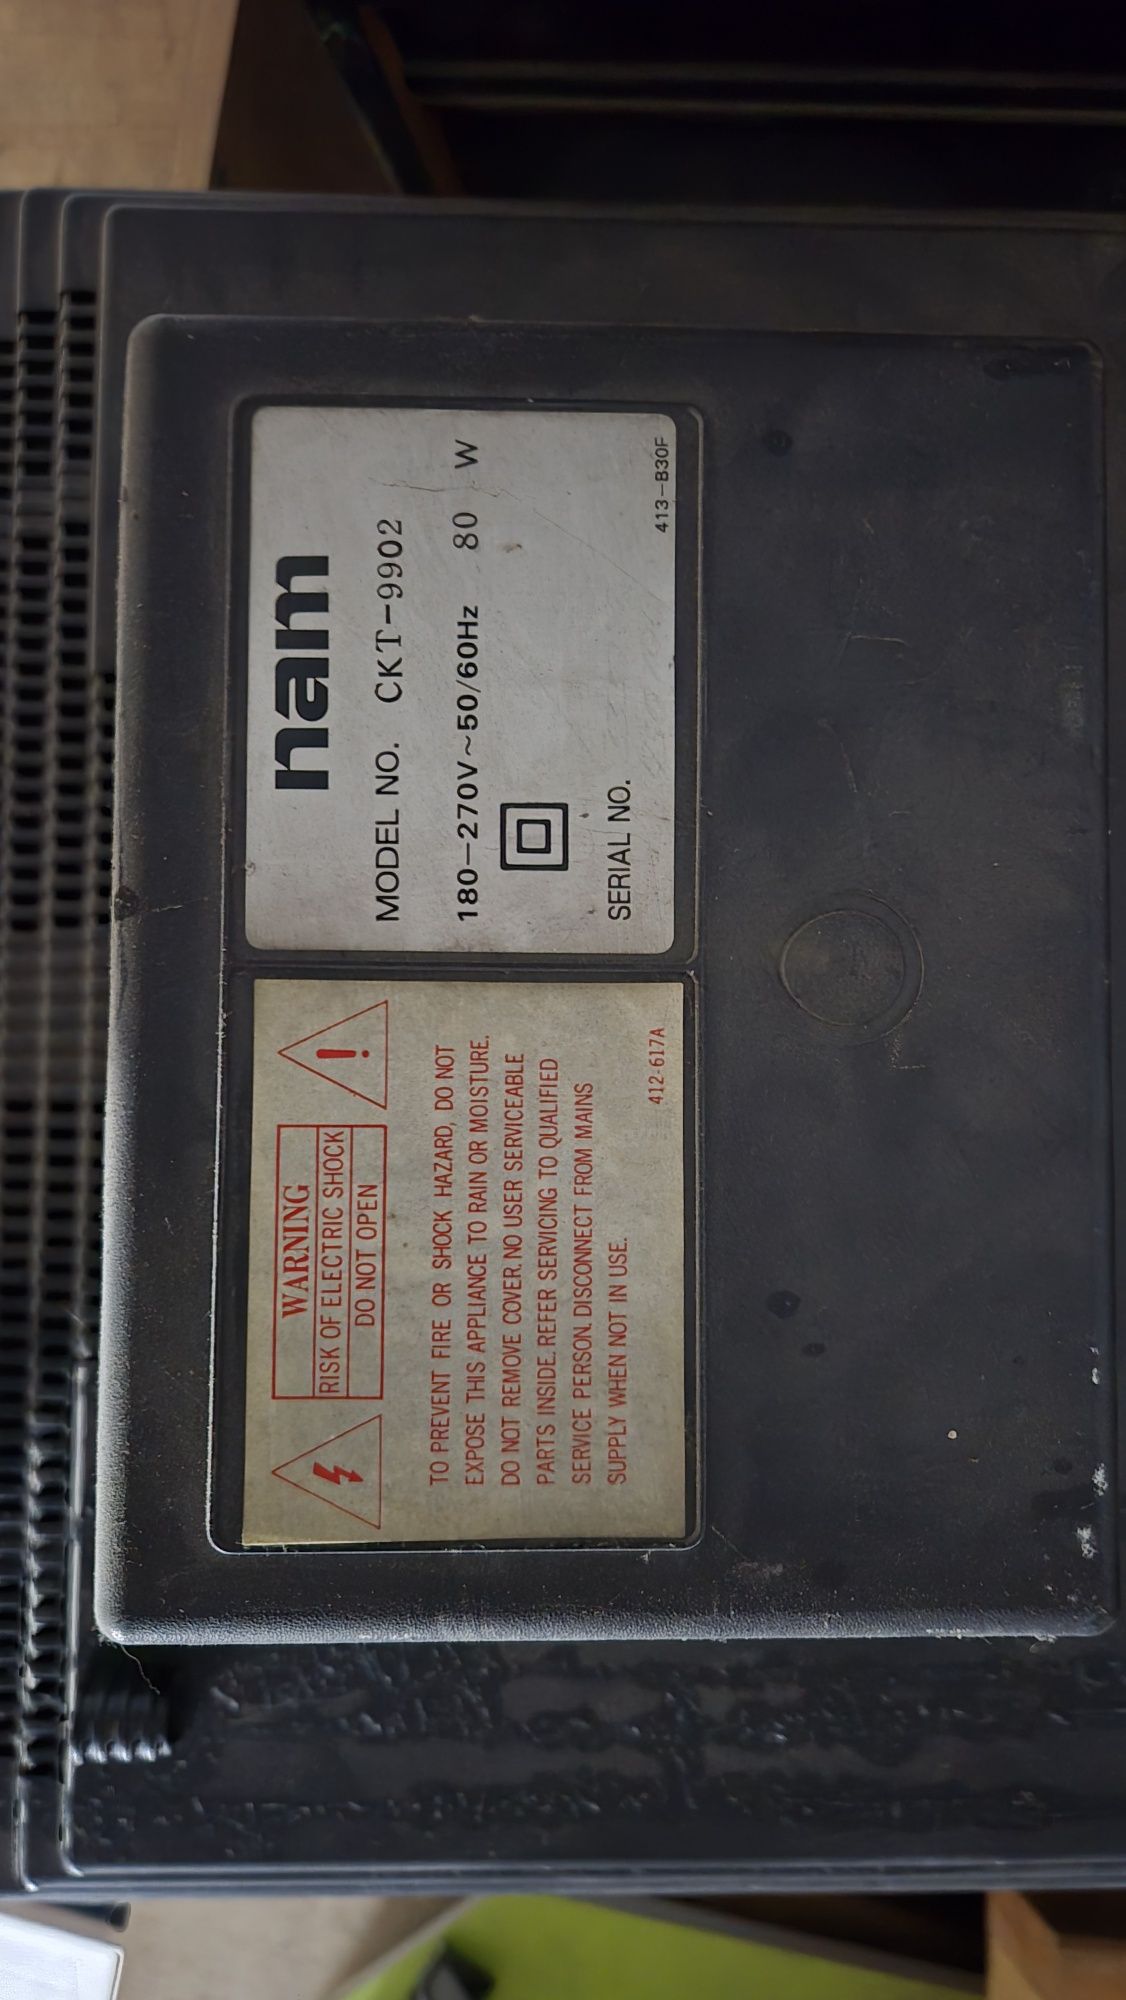 WARNING
RISK OF ELECTRIC SHOCK
DO NOT OPEN
!
TO PREVENT FIRE OR SHOCK HAZARD, DO NOT
EXPOSE THIS APPLIANCE TO RAIN OR MOISTURE.
DO NOT REMOVE COVER. NO USER SERVICEABLE
PARTS INSIDE. REFER SERVICING TO QUALIFIED
SERVICE PERSON. DISCONNECT FROM MAINS
SUPPLY WHEN NOT IN USE.
412-617A
nam
MODEL NO. CKT-9902
180-270V~50/60Hz 80 W
SERIAL NO.
413-B30F